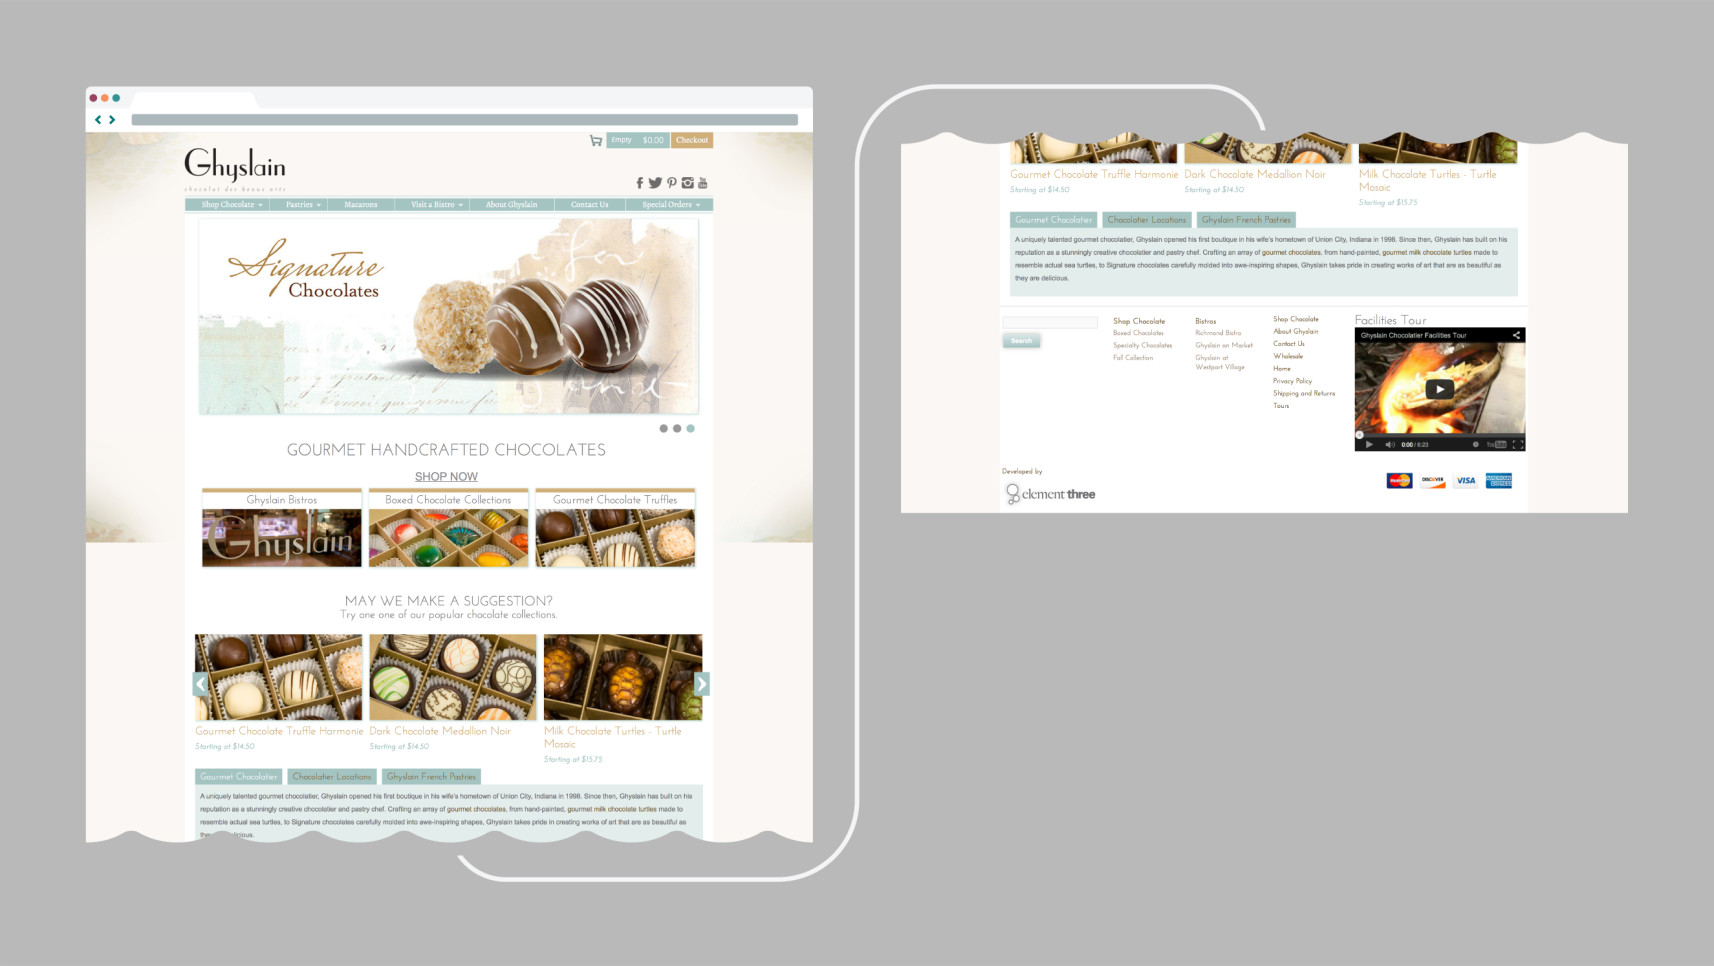 Empty $0.00 Checkout
Ghyslain
chocolat des beaux arts
Shop Chocolate Pastries Macarons Visit a Bistro About Ghyslain Contact Us Special Orders
Signature
Chocolates
GOURMET HANDCRAFTED CHOCOLATES
SHOP NOW
Ghyslain Bistros Boxed Chocolate Collections Gourmet Chocolate Truffles
Ghyslain
MAY WE MAKE A SUGGESTION?
Try one one of our popular chocolate collections.
Gourmet Chocolate Truffle Harmonie Dark Chocolate Medallion Noir Milk Chocolate Turtles - Turtle
Mosaic
Starting at $14.50 Starting at $14.50
Starting at $15.75
Gourmet Chocolatier Chocolatier Locations Ghyslain French Pastries
A uniquely talented gourmet chocolatier, Ghyslain opened his first boutique in his wife's hometown of Union City, Indiana in 1998. Since then, Ghyslain has built on his
reputation as a stunningly creative chocolatier and pastry chef. Crafting an array of gourmet chocolates, from hand-painted, gourmet milk chocolate turtles made to
resemble actual sea turtles, to Signature chocolates carefully molded into awe-inspiring shapes, Ghyslain takes pride in creating works of art that are as beautiful as
Gourmet Chocolate Truffle Harmonie Dark Chocolate Medallion Noir Milk Chocolate Turtles - Turtle
Mosaic
Starting at $14.50 Starting at $14.50
Starting at $15.75
Gourmet Chocolatier Chocolatier Locations Ghyslain French Pastries
A uniquely talented gourmet chocolatier, Ghyslain opened his first boutique in his wife's hometown of Union City, Indiana in 1998. Since then, Ghyslain has built on his
reputation as a stunningly creative chocolatier and pastry chef. Crafting an array of gourmet chocolates, from hand-painted, gourmet milk chocolate turtles made to
resemble actual sea turtles, to Signature chocolates carefully molded into awe-inspiring shapes, Ghyslain takes pride in creating works of art that are as beautiful as
they are delicious.
Search
Shop Chocolate
Boxed Chocolates
Specialty Chocolates
Fall Collection
Bistros
Richmond Bistro
Ghyslain on Market
Ghyslain at
Westport Village
Shop Chocolate
About Ghyslain
Contact Us
Wholesale
Home
Privacy Policy
Shipping and Returns
Tours
Facilities Tour
Ghyslain Chocolatier Facilities Tour
0:00 / 6:23 YouTube
Developed by
element three
MasterCard DISCOVER VISA AMERICAN EXPRESS